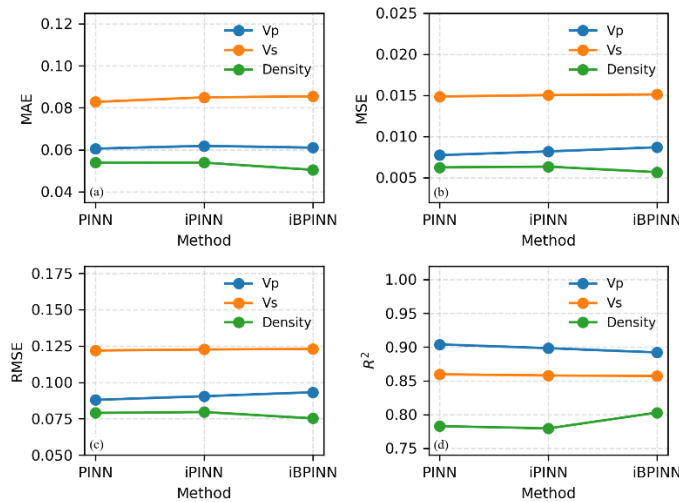 0.12
0.10
0.08
0.06
0.04
MAE
Vp
Vs
Density
(a)
PINN
iPINN
iBPINN
Method
0.025
0.020
0.015
0.010
0.005
MSE
Vp
Vs
Density
(b)
PINN
iPINN
iBPINN
Method
0.175
0.150
0.125
0.100
0.075
0.050
RMSE
Vp
Vs
Density
(c)
PINN
iPINN
iBPINN
Method
1.00
0.95
0.90
0.85
0.80
0.75
R²
Vp
Vs
Density
(d)
PINN
iPINN
iBPINN
Method